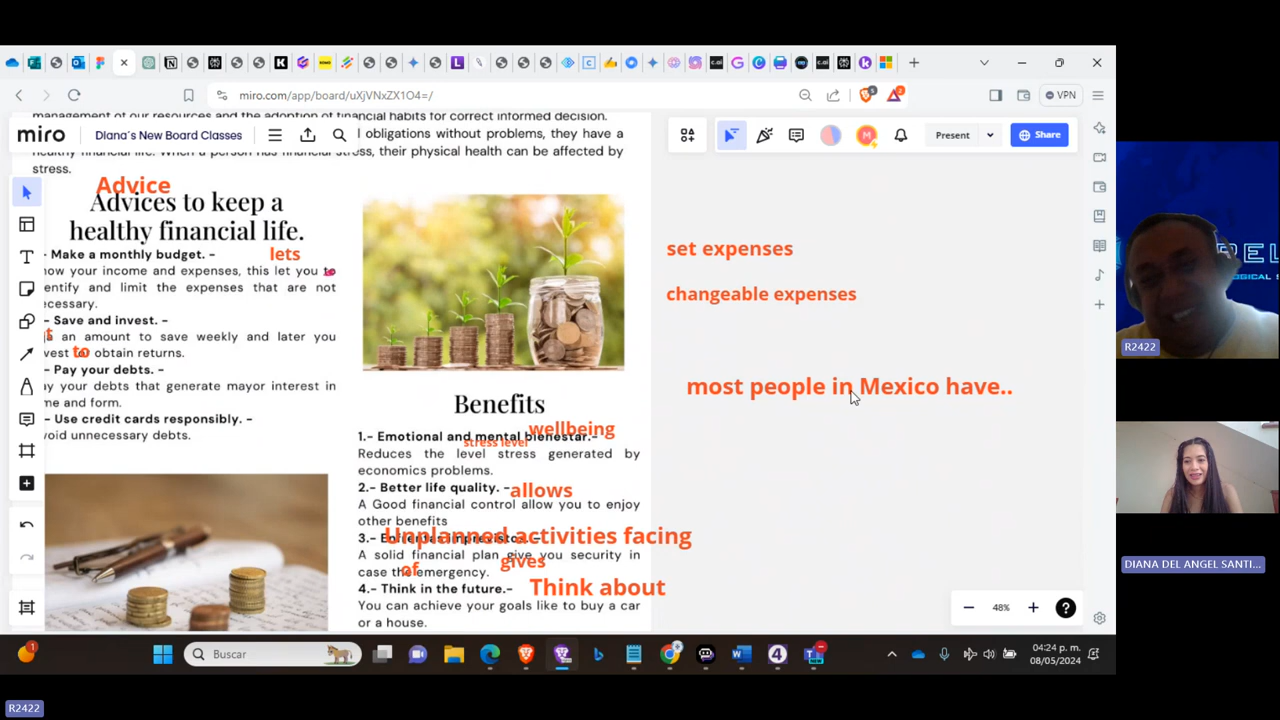 miro.com/app/board/uXjVNxZX1O4=/
VPN
management of our resources and the adoption of financial habits for correct informed decision.
miro
DIana's New Board Classes
Present
Share
l obligations without problems, they have a
healthy financial life. When a person has financial stress, their physical health can be affected by
stress.
Advice
Advices to keep a
healthy financial life.
- Make a monthly budget. -
lets
now your income and expenses, this let you to
entify and limit the expenses that are not
ecessary.
- Save and invest. -
an amount to save weekly and later you
vest to obtain returns.
to
- Pay your debts. -
ay your debts that generate mayor interest in
me and form.
- Use credit cards responsibly. -
void unnecessary debts.
Benefits
wellbeing
1.- Emotional and mental bienestar.-
stress level
Reduces the level stress generated by
economics problems.
2.- Better life quality. -
allows
A Good financial control allow you to enjoy
other benefits
Unplanned activities facing
3.- Enfrentas imprevistos. -
A solid financial plan give you security in
gives
case the emergency.
of
4.- Think in the future.-
Think about
You can achieve your goals like to buy a car
or a house.
set expenses
changeable expenses
most people in Mexico have..
48%
R2422
DIANA DEL ANGEL SANTI...
Buscar
04:24 p. m.
08/05/2024
R2422